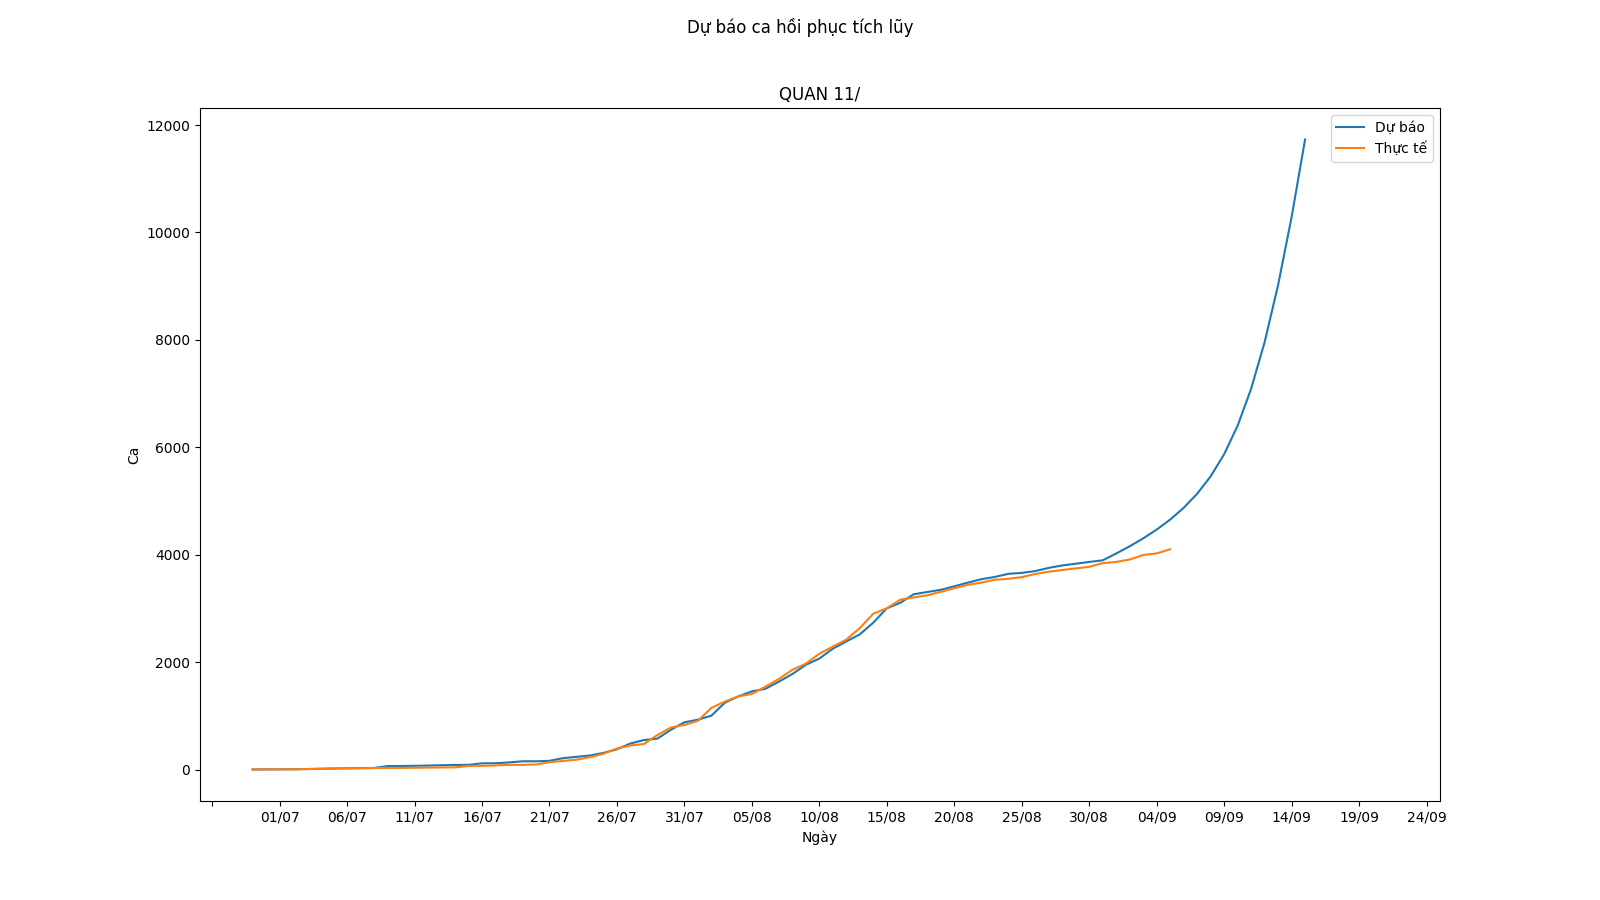 Dự báo ca hồi phục tích lũy
QUAN 11/
Dự báo
Thực tế
12000
10000
8000
6000
4000
2000
0
Ca
01/07 06/07 11/07 16/07 21/07 26/07 31/07 05/08 10/08 15/08 20/08 25/08 30/08 04/09 09/09 14/09 19/09 24/09
Ngày